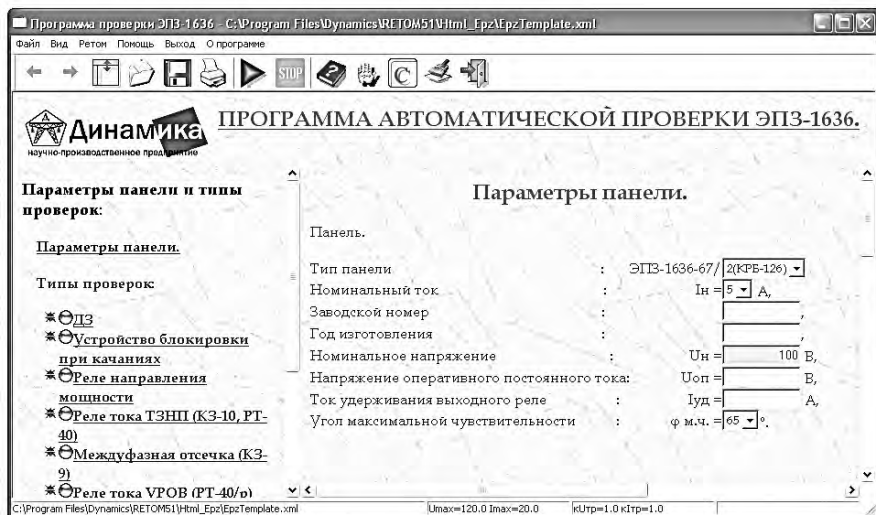 Программа проверки ЭПЗ-1636 - C:\Program Files\Dynamics\RETOM51\Html_Epz\EpzTemplate.xml
Файл Вид Ретом Помощь Выход О програмне
STOP C
Динамика
научно-производственное предприятие
ПРОГРАММА АВТОМАТИЧЕСКОЙ ПРОВЕРКИ ЭПЗ-1636.
Параметры панели и типы
проверок:
Параметры панели.
Типы проверок:
ДЗ
Устройство блокировки
при качаниях
Реле направления
мощности
Реле тока ТЗНП (КЗ-10, РТ-
40)
Междуфазная отсечка (КЗ-
9)
Реле тока УРОВ (РТ-40/р)
Параметры панели.
Панель.
Тип панели : ЭПЗ-1636-67/ 2(КРБ-126)
Номинальный ток : Iн = 5 А,
Заводской номер : ,
Год изготовления : ,
Номинальное напряжение : Uн = 100 В,
Напряжение оперативного постоянного тока: Uоп = В,
Ток удерживания выходного реле : Iуд = А,
Угол максимальной чувствительности : φ м.ч. = 65 °.
C:\Program Files\Dynamics\RETOM51\Html_Epz\EpzTemplate.xml Umax=120.0 Imax=20.0 кUтр=1.0 кIтр=1.0